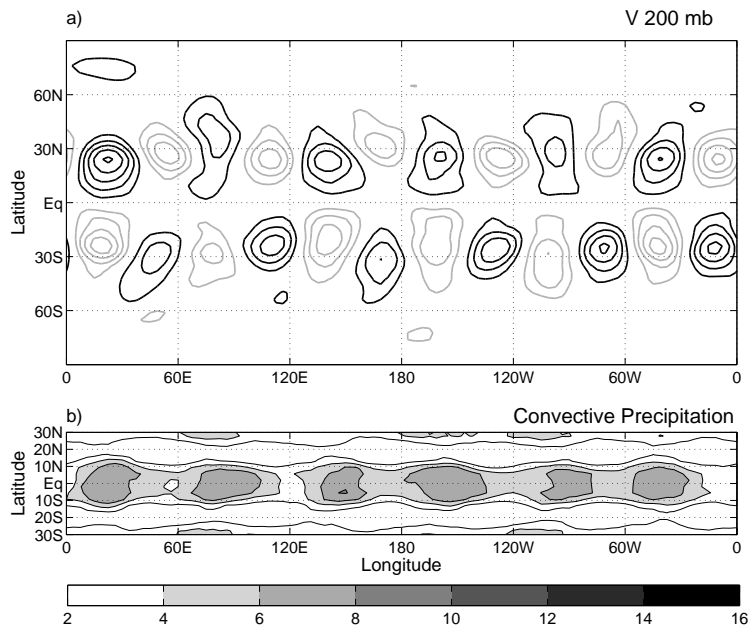 a)
V 200 mb
Latitude
60N
30N
Eq
30S
60S
0 60E 120E 180 120W 60W 0
b)
Convective Precipitation
Latitude
30N
20N
10N
Eq
10S
20S
30S
0 60E 120E 180 120W 60W 0
Longitude
2 4 6 8 10 12 14 16